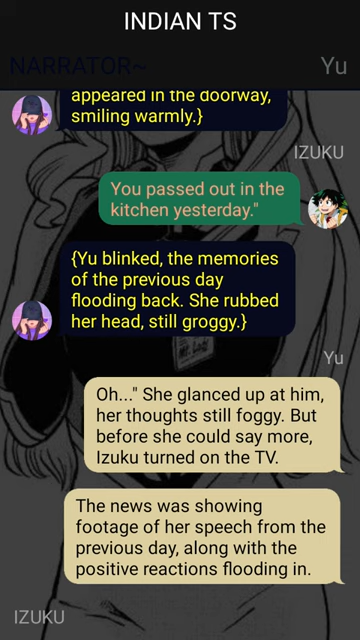 INDIAN TS
NARRATOR~
Yu
appeared in the doorway,
smiling warmly.}
IZUKU
You passed out in the
kitchen yesterday."
{Yu blinked, the memories
of the previous day
flooding back. She rubbed
her head, still groggy.}
Yu
Oh..." She glanced up at him,
her thoughts still foggy. But
before she could say more,
Izuku turned on the TV.
The news was showing
footage of her speech from the
previous day, along with the
positive reactions flooding in.
IZUKU